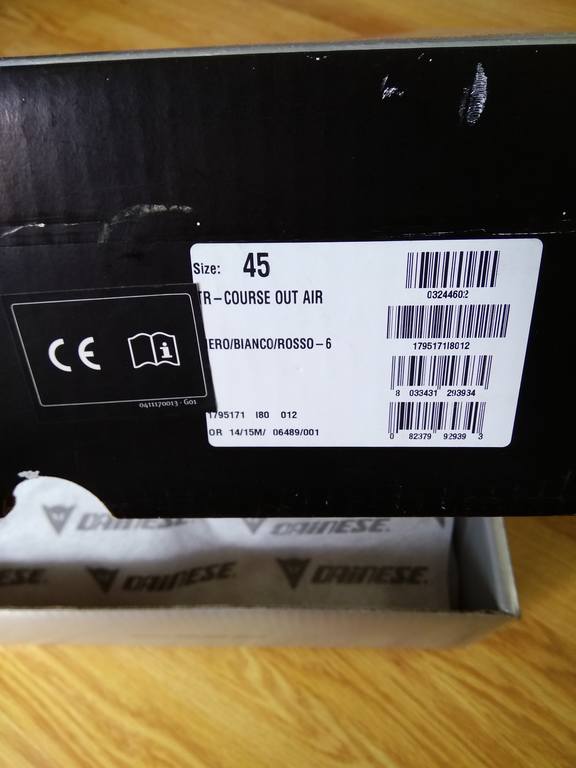 Size: 45
TR-COURSE OUT AIR
ERO/BIANCO/ROSSO-6
1795171 I80 012
OR 14/15M/ 06489/001
03244602
1795171I8012
8 033431 293934
0 82379 92939 3
CE
i
0411170013 - G01
DAINESE.
DAINESE.
DAINESE.
DAINESE.